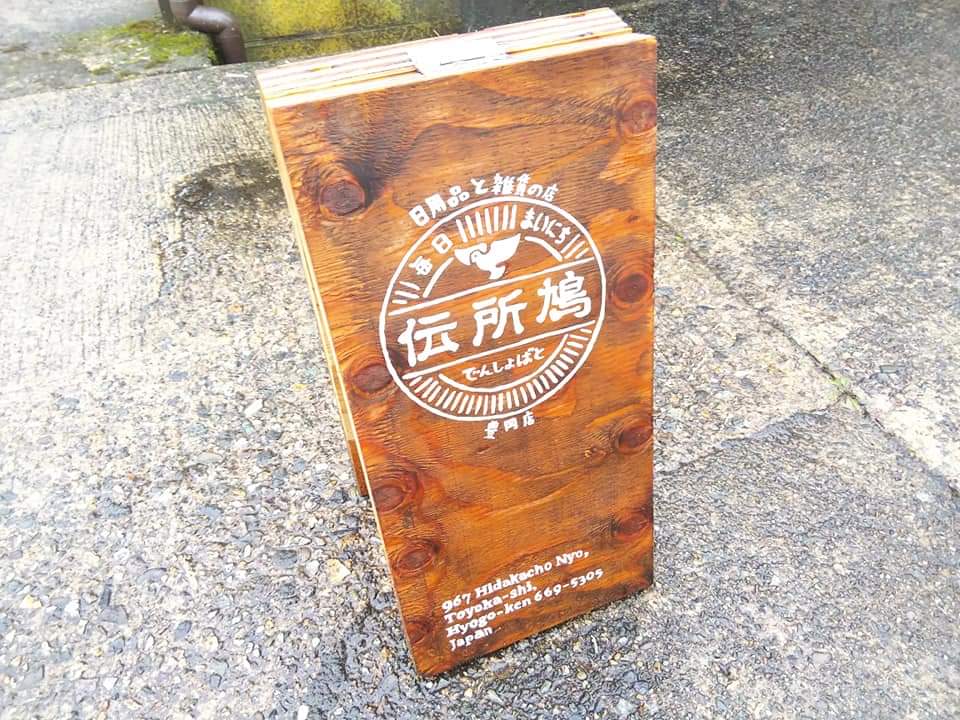 日用品と雑貨の店
毎日 まいにち
伝所鳩
でんしょばと
豊岡店
967 Hidakacho Nyo,
Toyoka-shi,
Hyogo-ken 669-5305
Japan